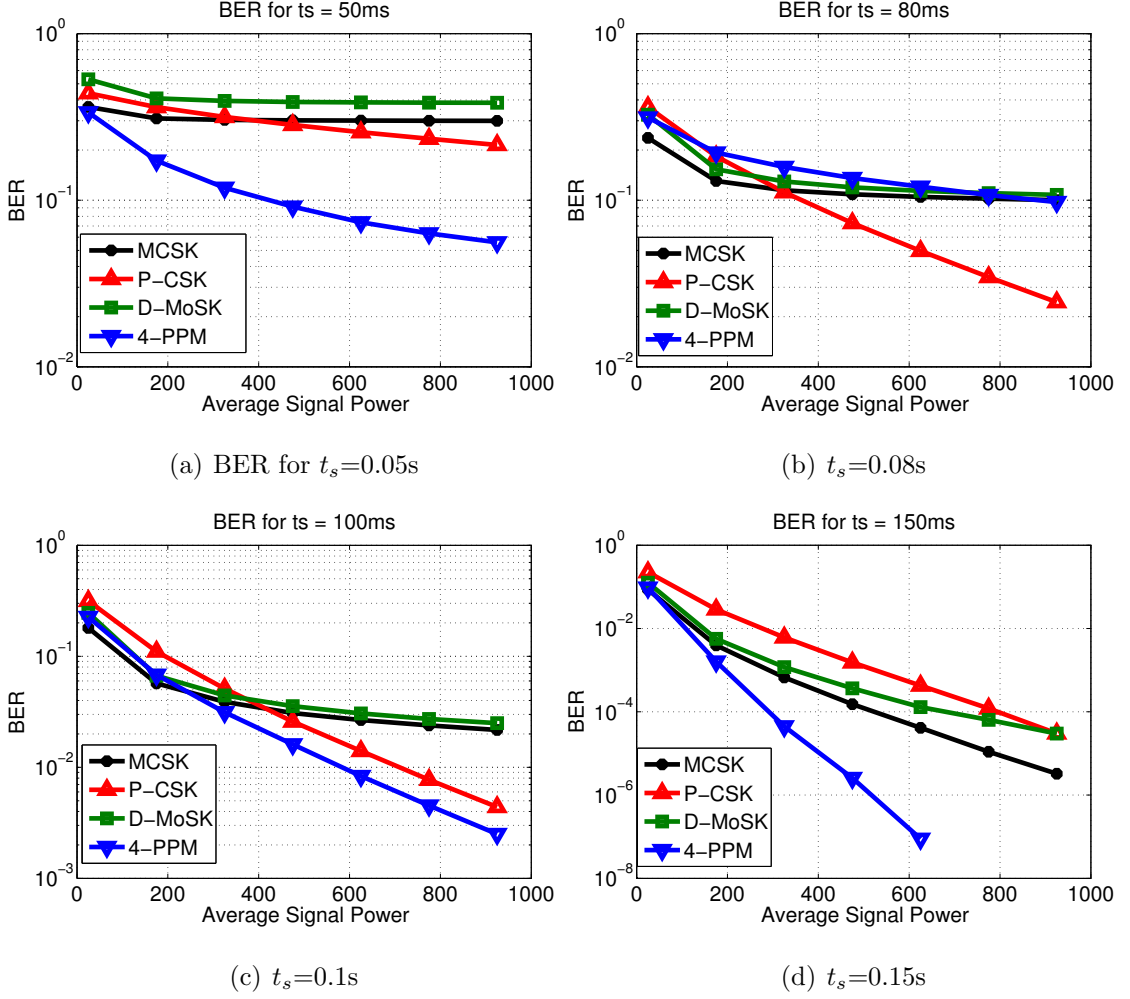 BER for ts = 50ms
10^0
10^-1
10^-2
BER
0 200 400 600 800 1000
Average Signal Power
MCSK
P-CSK
D-MoSK
4-PPM
(a) BER for t_s=0.05s
BER for ts = 80ms
10^0
10^-1
10^-2
BER
0 200 400 600 800 1000
Average Signal Power
MCSK
P-CSK
D-MoSK
4-PPM
(b) t_s=0.08s
BER for ts = 100ms
10^0
10^-1
10^-2
10^-3
BER
0 200 400 600 800 1000
Average Signal Power
MCSK
P-CSK
D-MoSK
4-PPM
(c) t_s=0.1s
BER for ts = 150ms
10^0
10^-2
10^-4
10^-6
10^-8
BER
0 200 400 600 800 1000
Average Signal Power
MCSK
P-CSK
D-MoSK
4-PPM
(d) t_s=0.15s